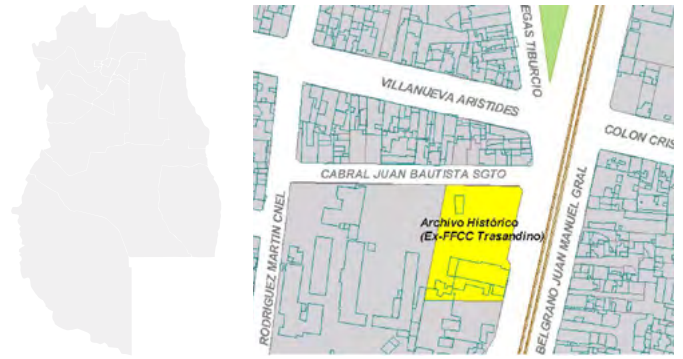 EGAS TIBURCIO
VILLANUEVA ARISTIDES
COLON CRIS
CABRAL JUAN BAUTISTA SGTO
Archivo Histórico
(Ex-FFCC Trasandino)
RODRIGUEZ MARTIN CNEL
BELGRANO JUAN MANUEL GRAL